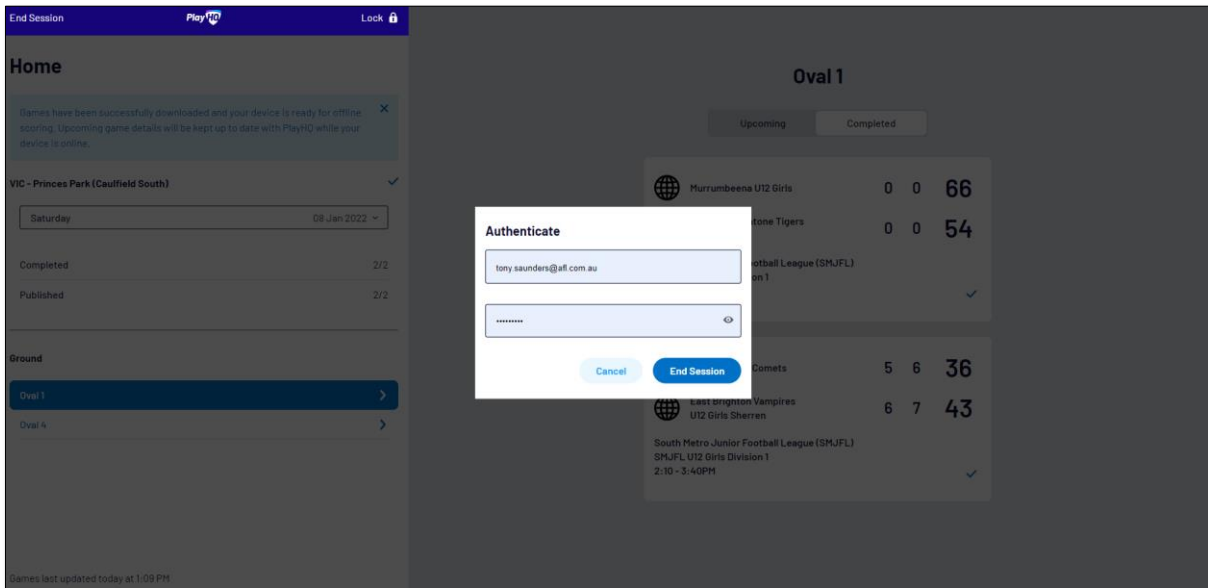 End Session
PlayHQ
Lock
Home
Games have been successfully downloaded and your device is ready for offline
scoring. Upcoming game details will be kept up to date with PlayHQ while your
device is online.
VIC - Princes Park (Caulfield South)
Saturday 08 Jan 2022
Completed 2/2
Published 2/2
Ground
Oval 1
Oval 4
Games last updated today at 1:09 PM
Oval 1
Upcoming Completed
Murrumbeena U12 Girls 0 0 66
tone Tigers 0 0 54
ootball League (SMJFL)
on 1
Comets 5 6 36
East Brighton Vampires
U12 Girls Sherren 6 7 43
South Metro Junior Football League (SMJFL)
SMJFL U12 Girls Division 1
2:10 - 3:40PM
Authenticate
tony.saunders@afl.com.au
•••••••••
Cancel End Session